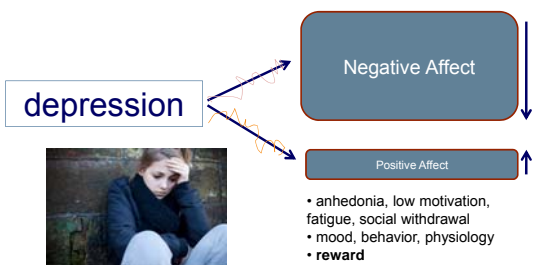 Negative Affect
depression
Positive Affect
• anhedonia, low motivation,
fatigue, social withdrawal
• mood, behavior, physiology
• reward